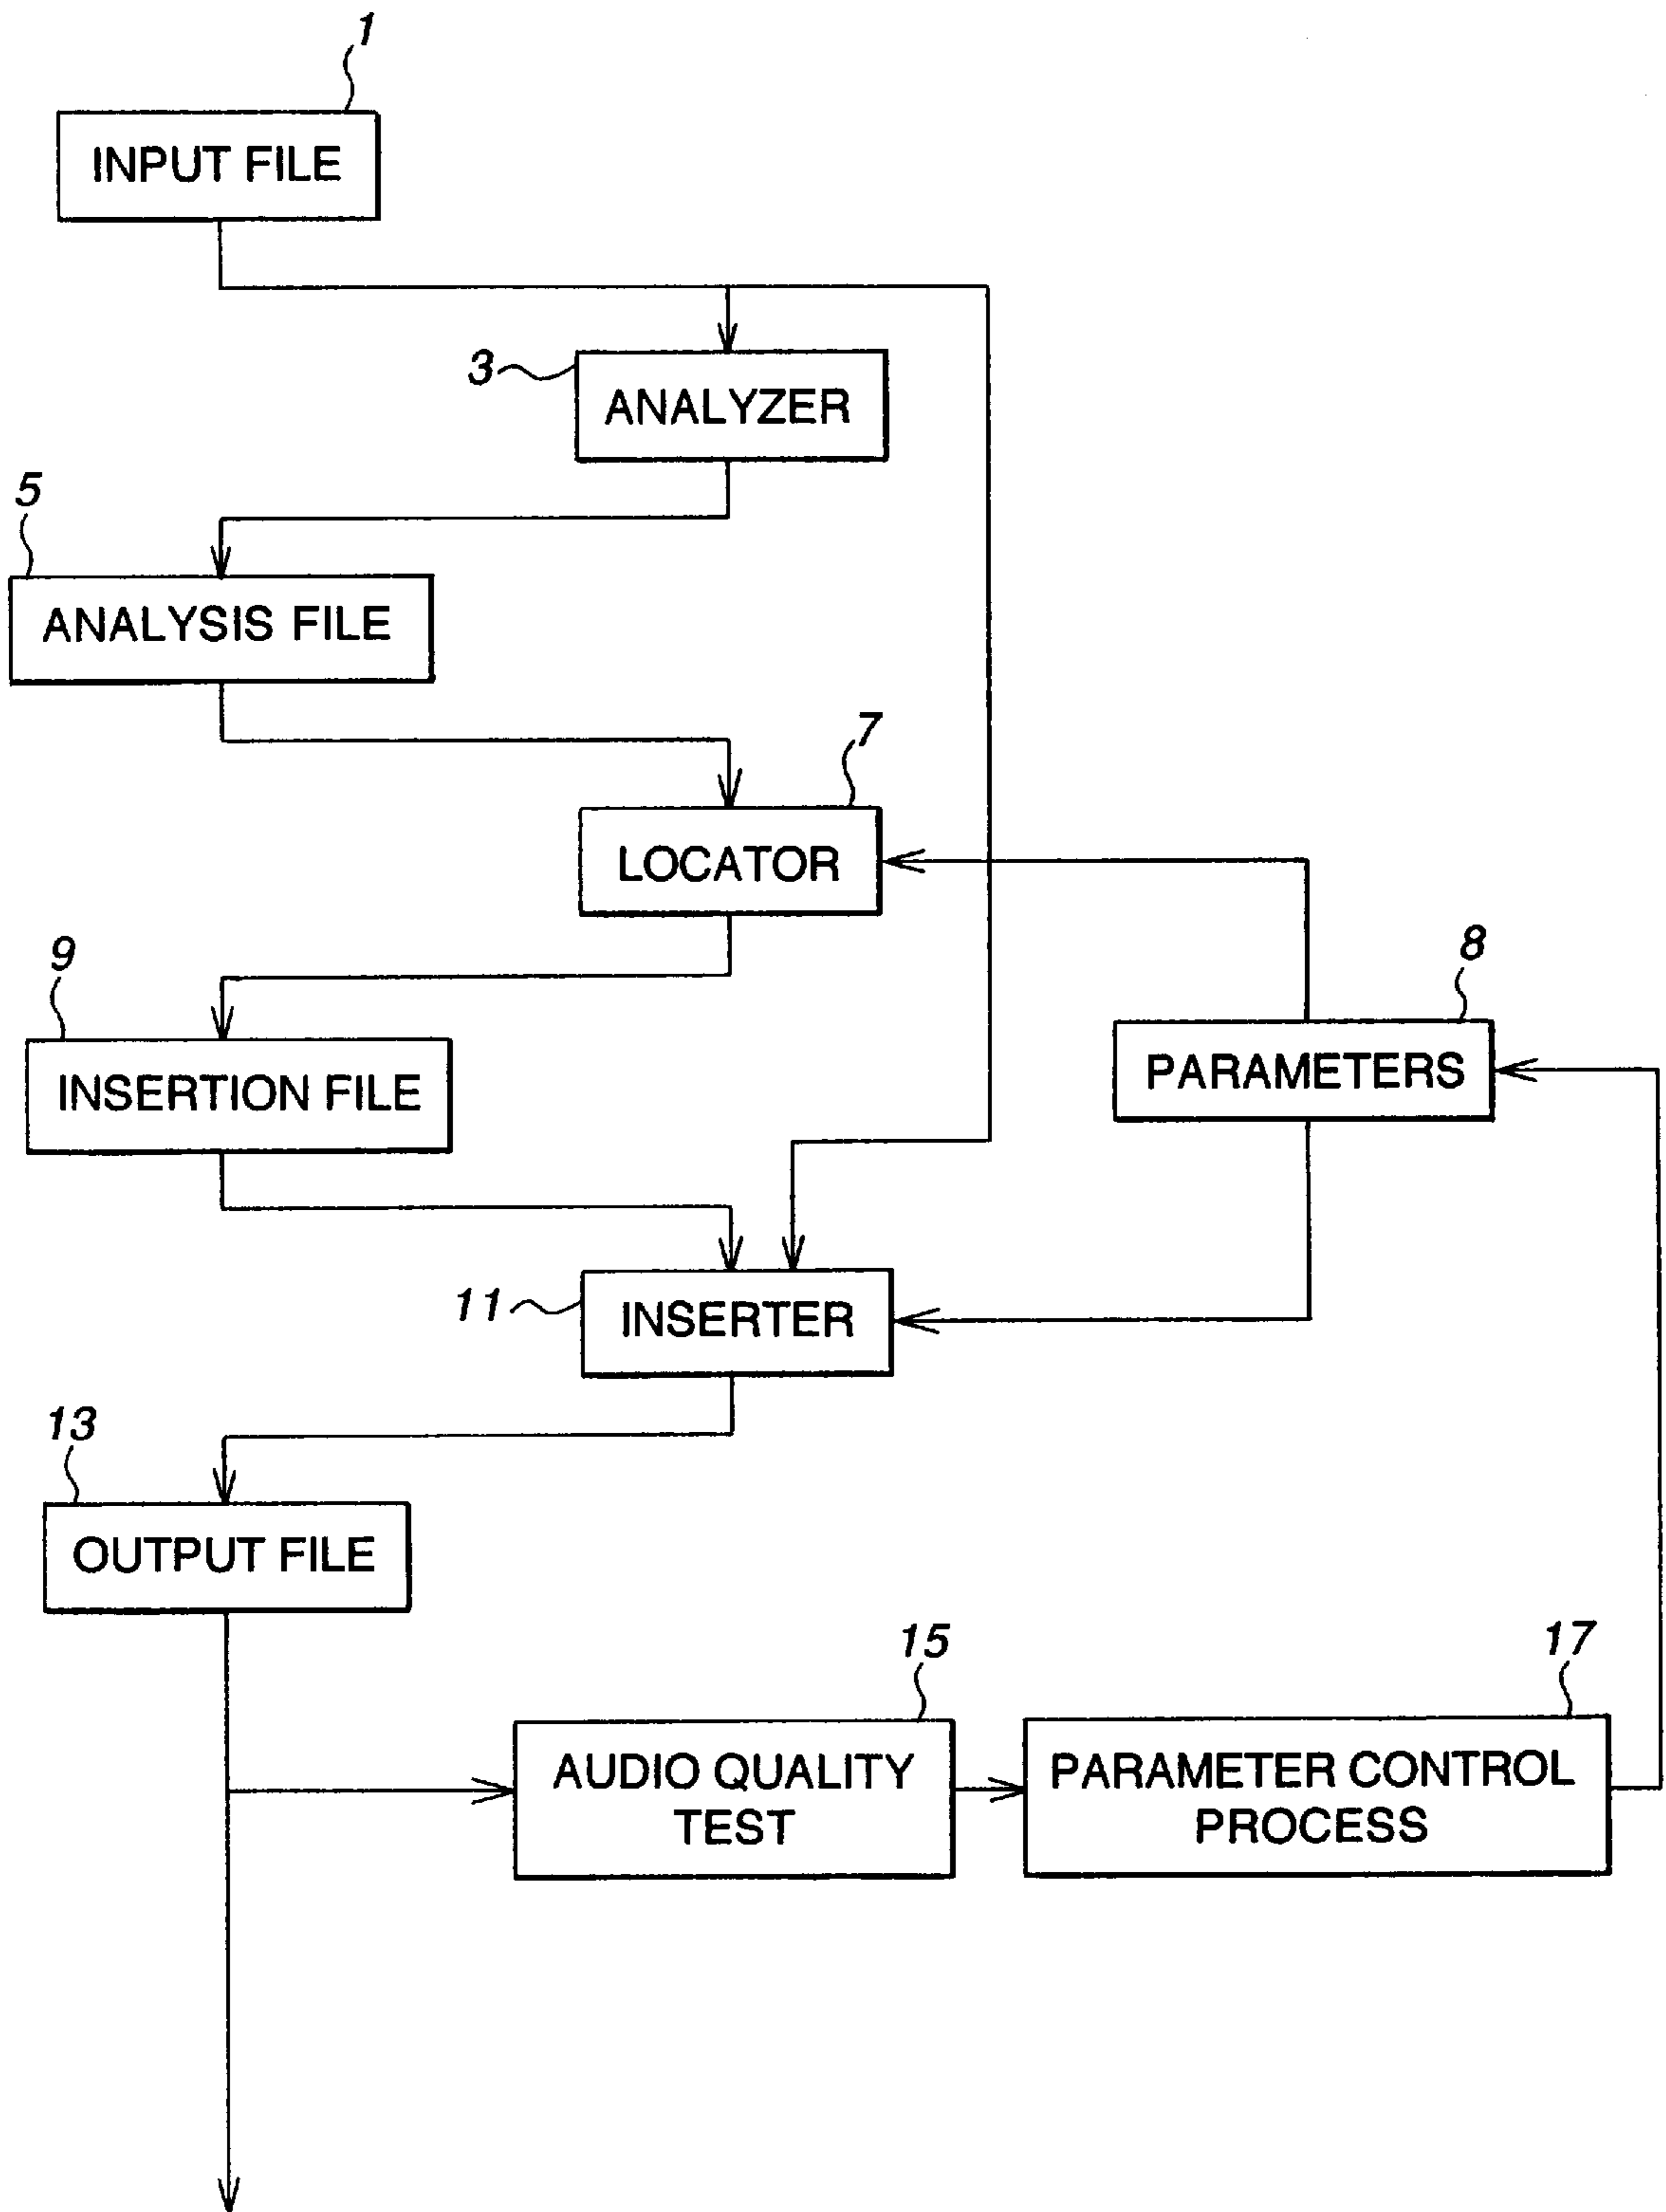 1
INPUT FILE
3
ANALYZER
5
ANALYSIS FILE
7
LOCATOR
9
8
INSERTION FILE
PARAMETERS
11
INSERTER
13
OUTPUT FILE
15
17
AUDIO QUALITY
TEST
PARAMETER CONTROL
PROCESS